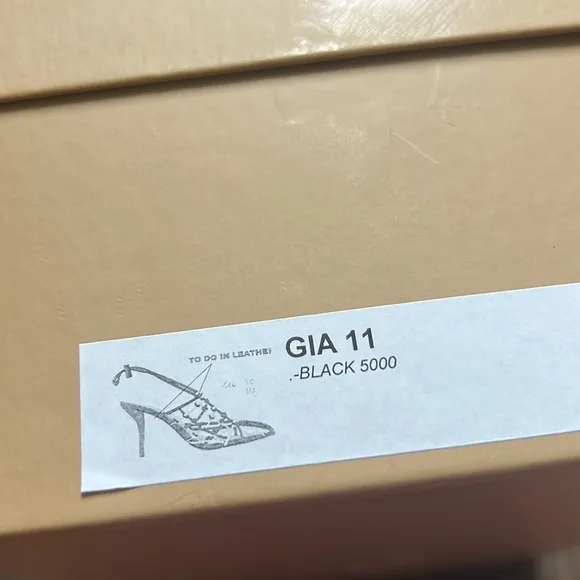 TO DO IN LEATHER
GIA 11
.-BLACK 5000